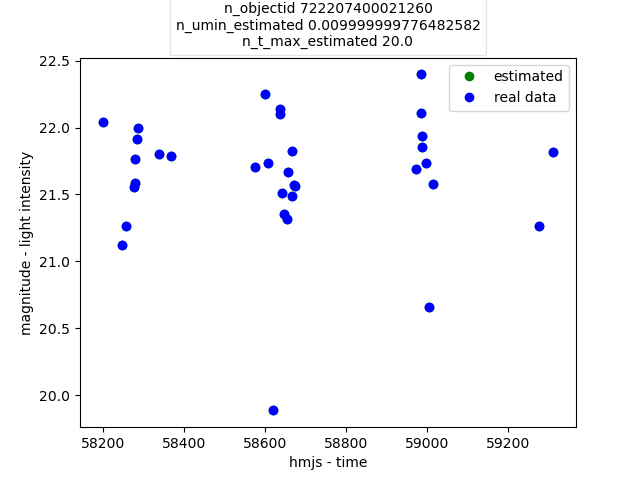 n_objectid 722207400021260
n_umin_estimated 0.009999999776482582
n_t_max_estimated 20.0
22.5
22.0
21.5
21.0
20.5
20.0
magnitude - light intensity
estimated
real data
58200 58400 58600 58800 59000 59200
hmjs - time